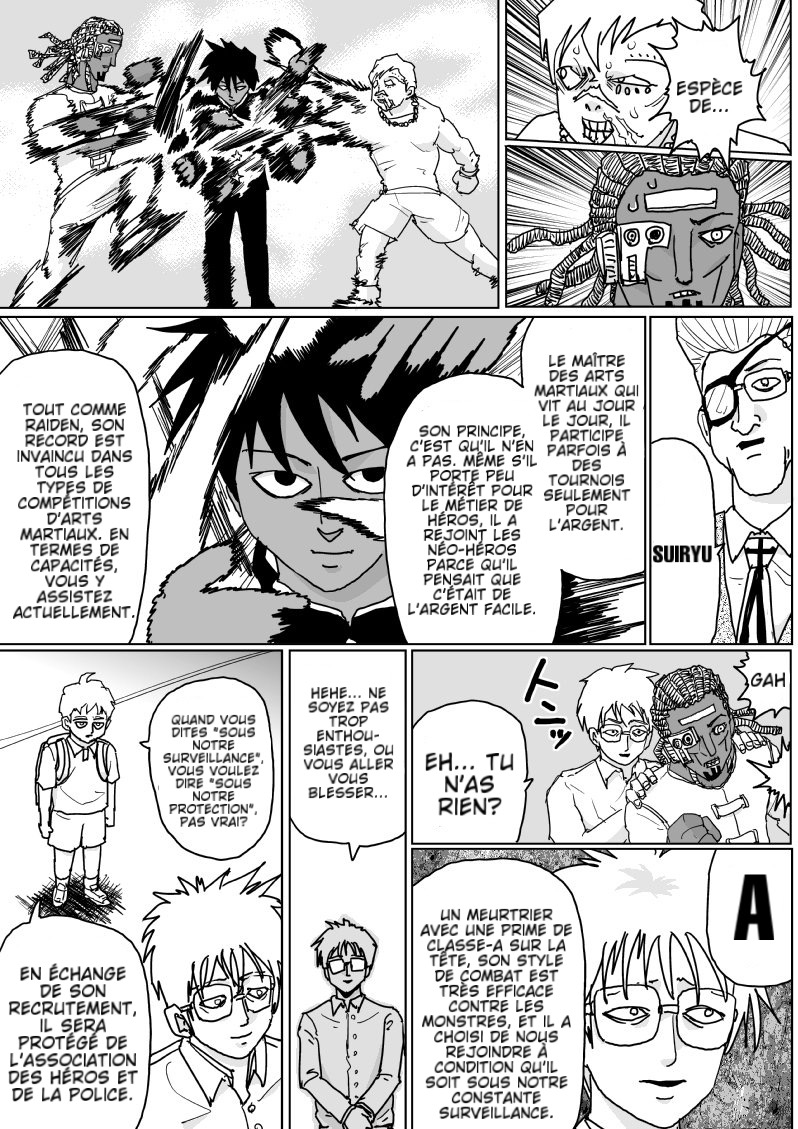 ESPÈCE
DE...
SUIRYU
LE MAÎTRE
DES ARTS
MARTIAUX QUI
VIT AU JOUR
LE JOUR, IL
PARTICIPE
PARFOIS À
DES
TOURNOIS
SEULEMENT
POUR
L'ARGENT.
SON PRINCIPE,
C'EST QU'IL N'EN
A PAS. MÊME S'IL
PORTE PEU
D'INTÉRÊT POUR
LE MÉTIER DE
HÉROS, IL A
REJOINT LES
NÉO-HÉROS
PARCE QU'IL
PENSAIT QUE
C'ÉTAIT DE
L'ARGENT FACILE.
TOUT COMME
RAIDEN, SON
RECORD EST
INVAINCU DANS
TOUS LES
TYPES DE
COMPÉTITIONS
D'ARTS
MARTIAUX. EN
TERMES DE
CAPACITÉS,
VOUS Y
ASSISTEZ
ACTUELLEMENT.
GAH
トンッ
EH... TU
N'AS
RIEN?
A
UN MEURTRIER
AVEC UNE PRIME DE
CLASSE-A SUR LA
TÊTE, SON STYLE
DE COMBAT EST
TRÈS EFFICACE
CONTRE LES
MONSTRES, ET IL A
CHOISI DE NOUS
REJOINDRE À
CONDITION QU'IL
SOIT SOUS NOTRE
CONSTANTE
SURVEILLANCE.
HEHE... NE
SOYEZ PAS
TROP
ENTHOU-
SIASTES, OU
VOUS ALLER
VOUS
BLESSER...
QUAND VOUS
DITES "SOUS
NOTRE
SURVEILLANCE",
VOUS VOULEZ
DIRE "SOUS
NOTRE
PROTECTION",
PAS VRAI?
EN ÉCHANGE
DE SON
RECRUTEMENT,
IL SERA
PROTÉGÉ DE
L'ASSOCIATION
DES HÉROS ET
DE LA POLICE.